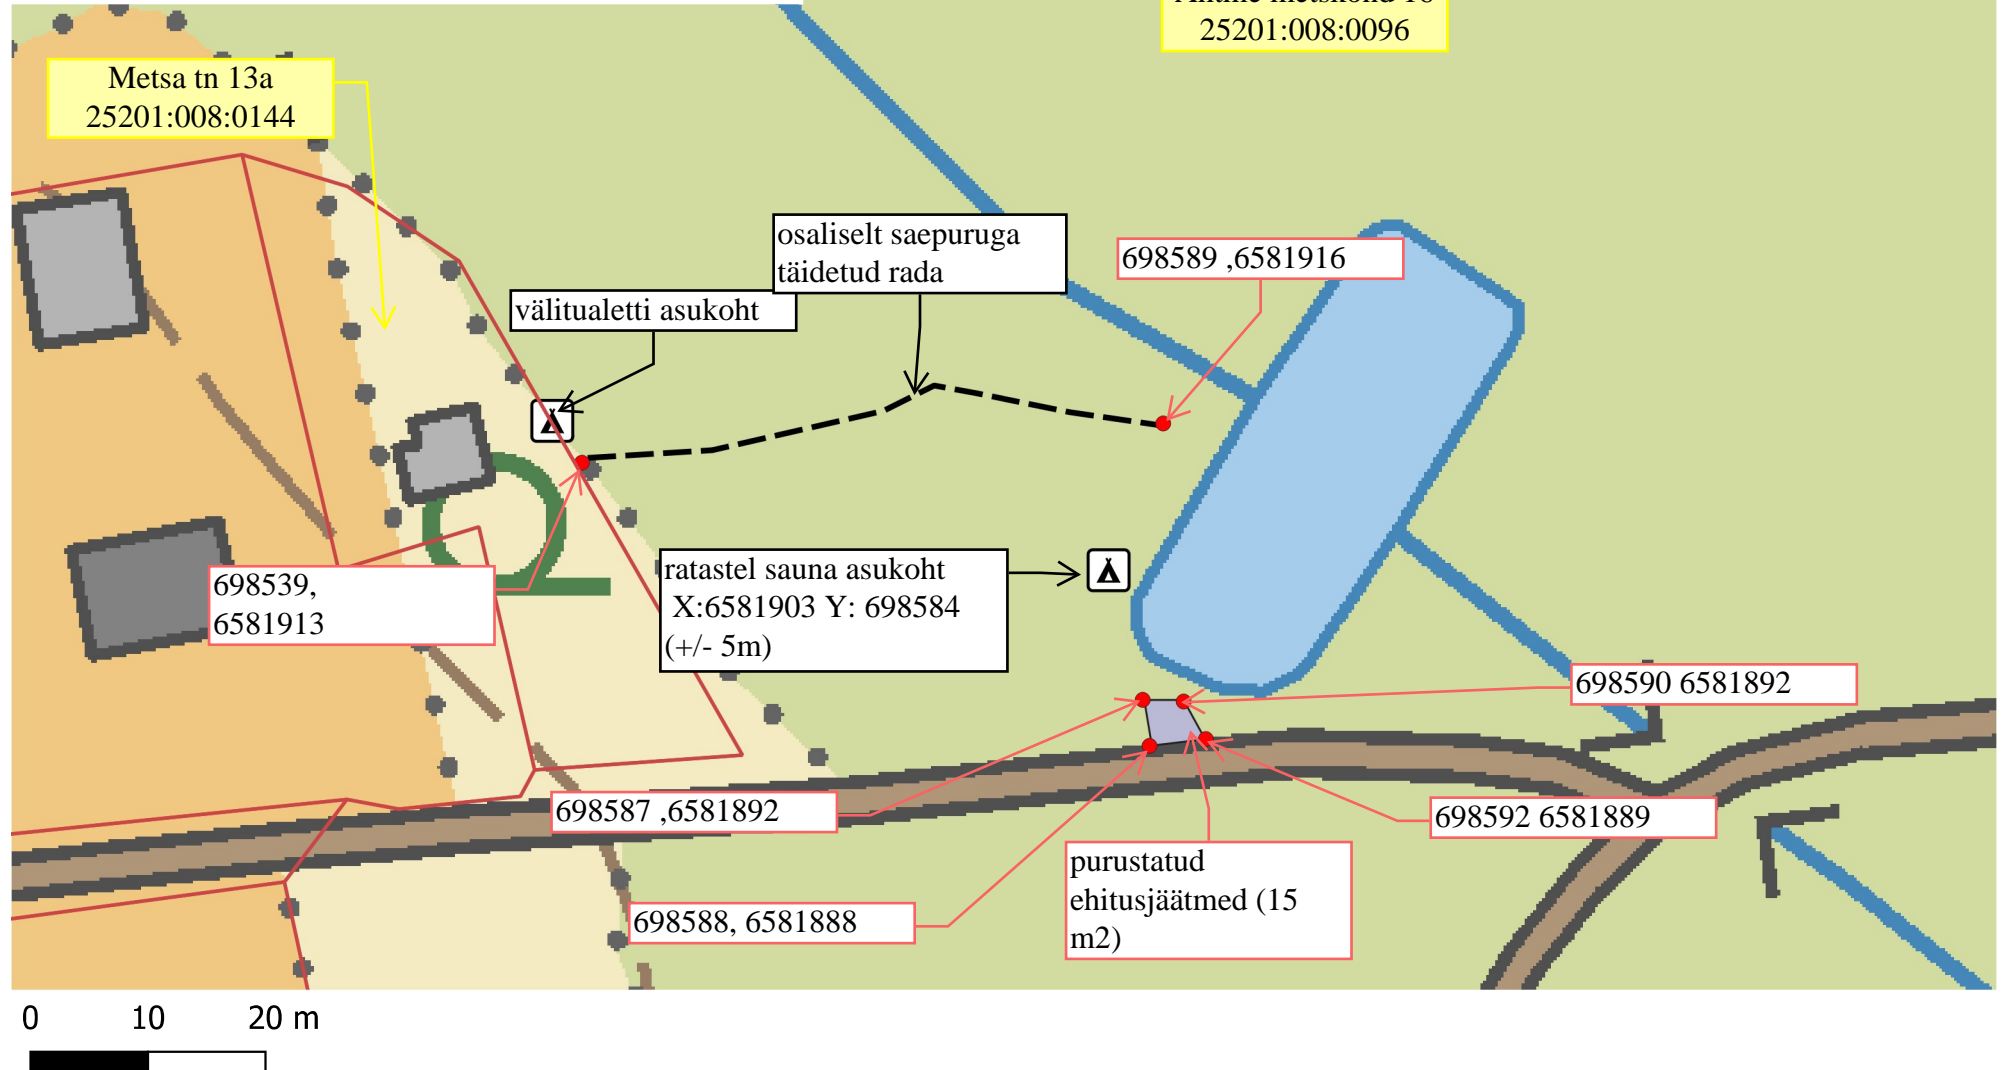 25201:008:0096
Metsa tn 13a
25201:008:0144
osaliselt saepuruga
täidetud rada
698589 ,6581916
välitualetti asukoht
ratastel sauna asukoht
X:6581903 Y: 698584
(+/- 5m)
698539,
6581913
698590 6581892
698587 ,6581892
698592 6581889
purustatud
ehitusjäätmed (15
m2)
698588, 6581888
0 10 20 m